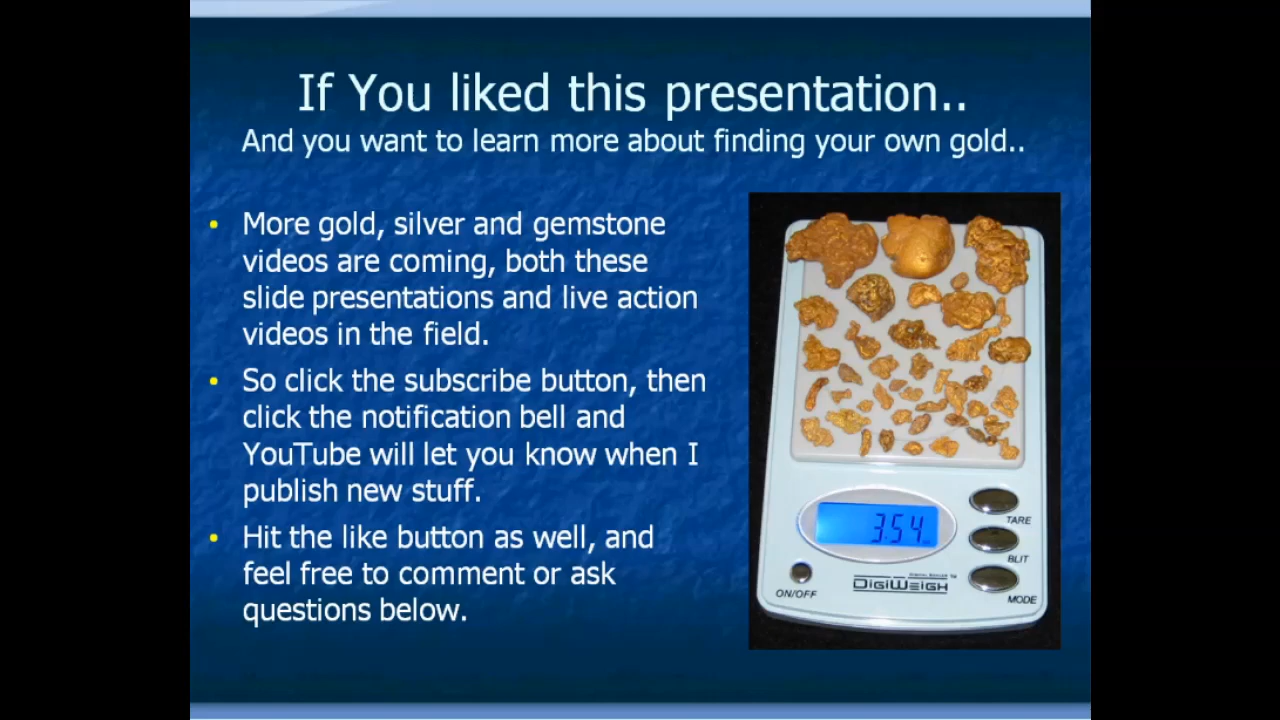 If You liked this presentation..
And you want to learn more about finding your own gold..
• More gold, silver and gemstone
videos are coming, both these
slide presentations and live action
videos in the field.
• So click the subscribe button, then
click the notification bell and
YouTube will let you know when I
publish new stuff.
• Hit the like button as well, and
feel free to comment or ask
questions below.
3.54
TARE
BLIT
MODE
ON/OFF
DIGIWEIGH